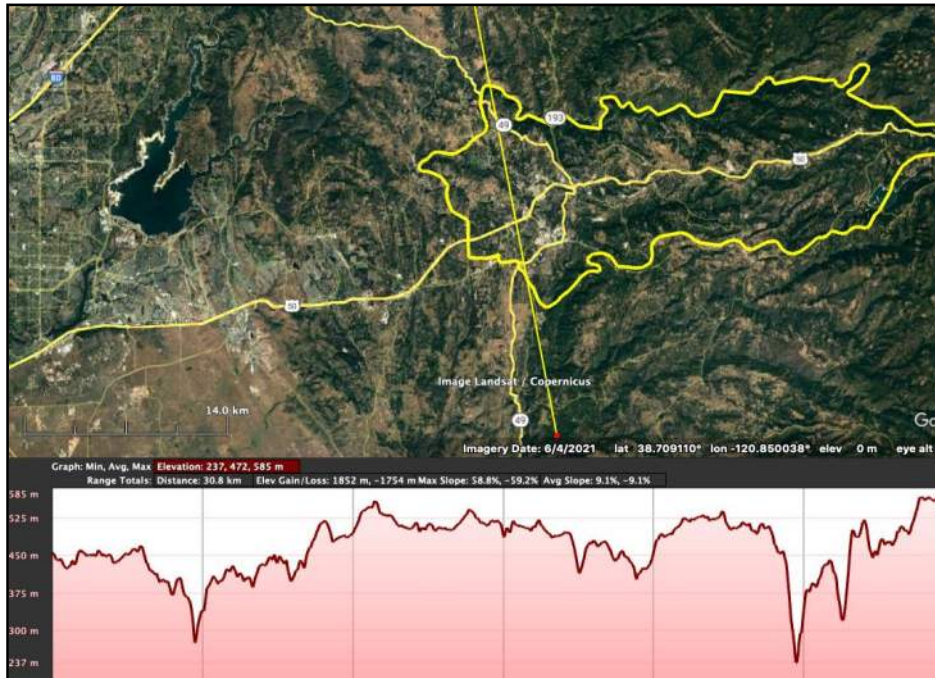 80
193
49
50
50
Image Landsat / Copernicus
14.0 km
49
Go
Imagery Date: 6/4/2021 lat 38.709110° lon -120.850038° elev 0 m eye alt
Graph: Min, Avg, Max Elevation: 237, 472, 585 m
Range Totals: Distance: 30.8 km Elev Gain/Loss: 1852 m, -1754 m Max Slope: 58.8%, -59.2% Avg Slope: 9.1%, -9.1%
585 m
525 m
450 m
375 m
300 m
237 m